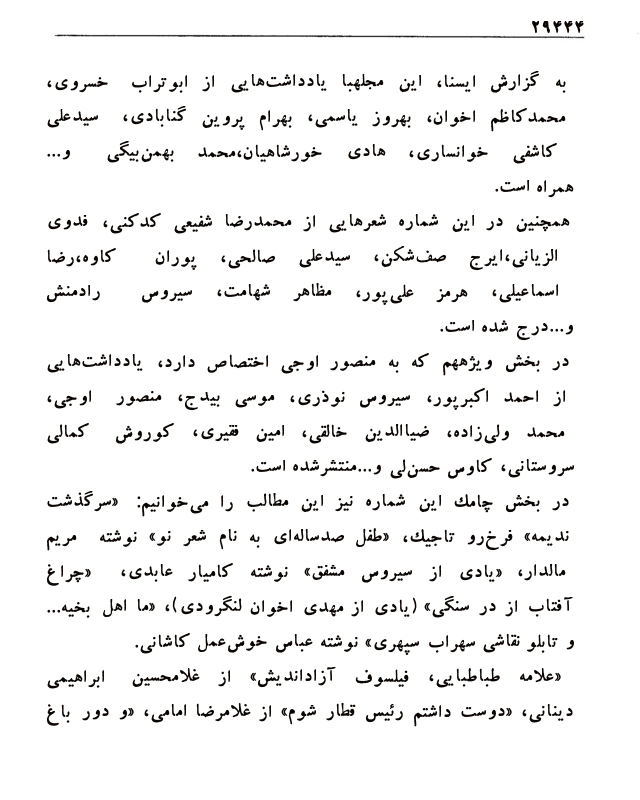 ۲۹۴۴۴
به گزارش ایسنا، این مجلهبا یادداشت‌هایی از ابوتراب خسروی،
محمدکاظم اخوان، بهروز یاسمی، بهرام پروین گنابادی، سیدعلی
کاشفی خوانساری، هادی خورشاهیان،محمد بهمن‌بیگی و...
همراه است.
همچنین در این شماره شعرهایی از محمدرضا شفیعی کدکنی، فدوی
الزیانی،ایرج صف‌شکن، سیدعلی صالحی، پوران کاوه،رضا
اسماعیلی، هرمز علی‌پور، مظاهر شهامت، سیروس رادمنش
و...درج شده است.
در بخش ویژههم که به منصور اوجی اختصاص دارد، یادداشت‌هایی
از احمد اکبرپور، سیروس نوذری، موسی بیدج، منصور اوجی،
محمد ولی‌زاده، ضیاالدین خالقی، امین فقیری، کوروش کمالی
سروستانی، کاوس حسن‌لی و...منتشرشده است.
در بخش چامك این شماره نیز این مطالب را می‌خوانیم: «سرگذشت
ندیمه» فرخ‌رو تاجیك، «طفل صدساله‌ای به نام شعر نو» نوشته مریم
مالدار، «یادی از سیروس مشفق» نوشته کامیار عابدی، «چراغ
آفتاب از در سنگی» (یادی از مهدی اخوان لنگرودی)، «ما اهل بخیه...
و تابلو نقاشی سهراب سپهری» نوشته عباس خوش‌عمل کاشانی.
«علامه طباطبایی، فیلسوف آزاداندیش» از غلامحسین ابراهیمی
دینانی، «دوست داشتم رئیس قطار شوم» از غلامرضا امامی، «و دور باغ